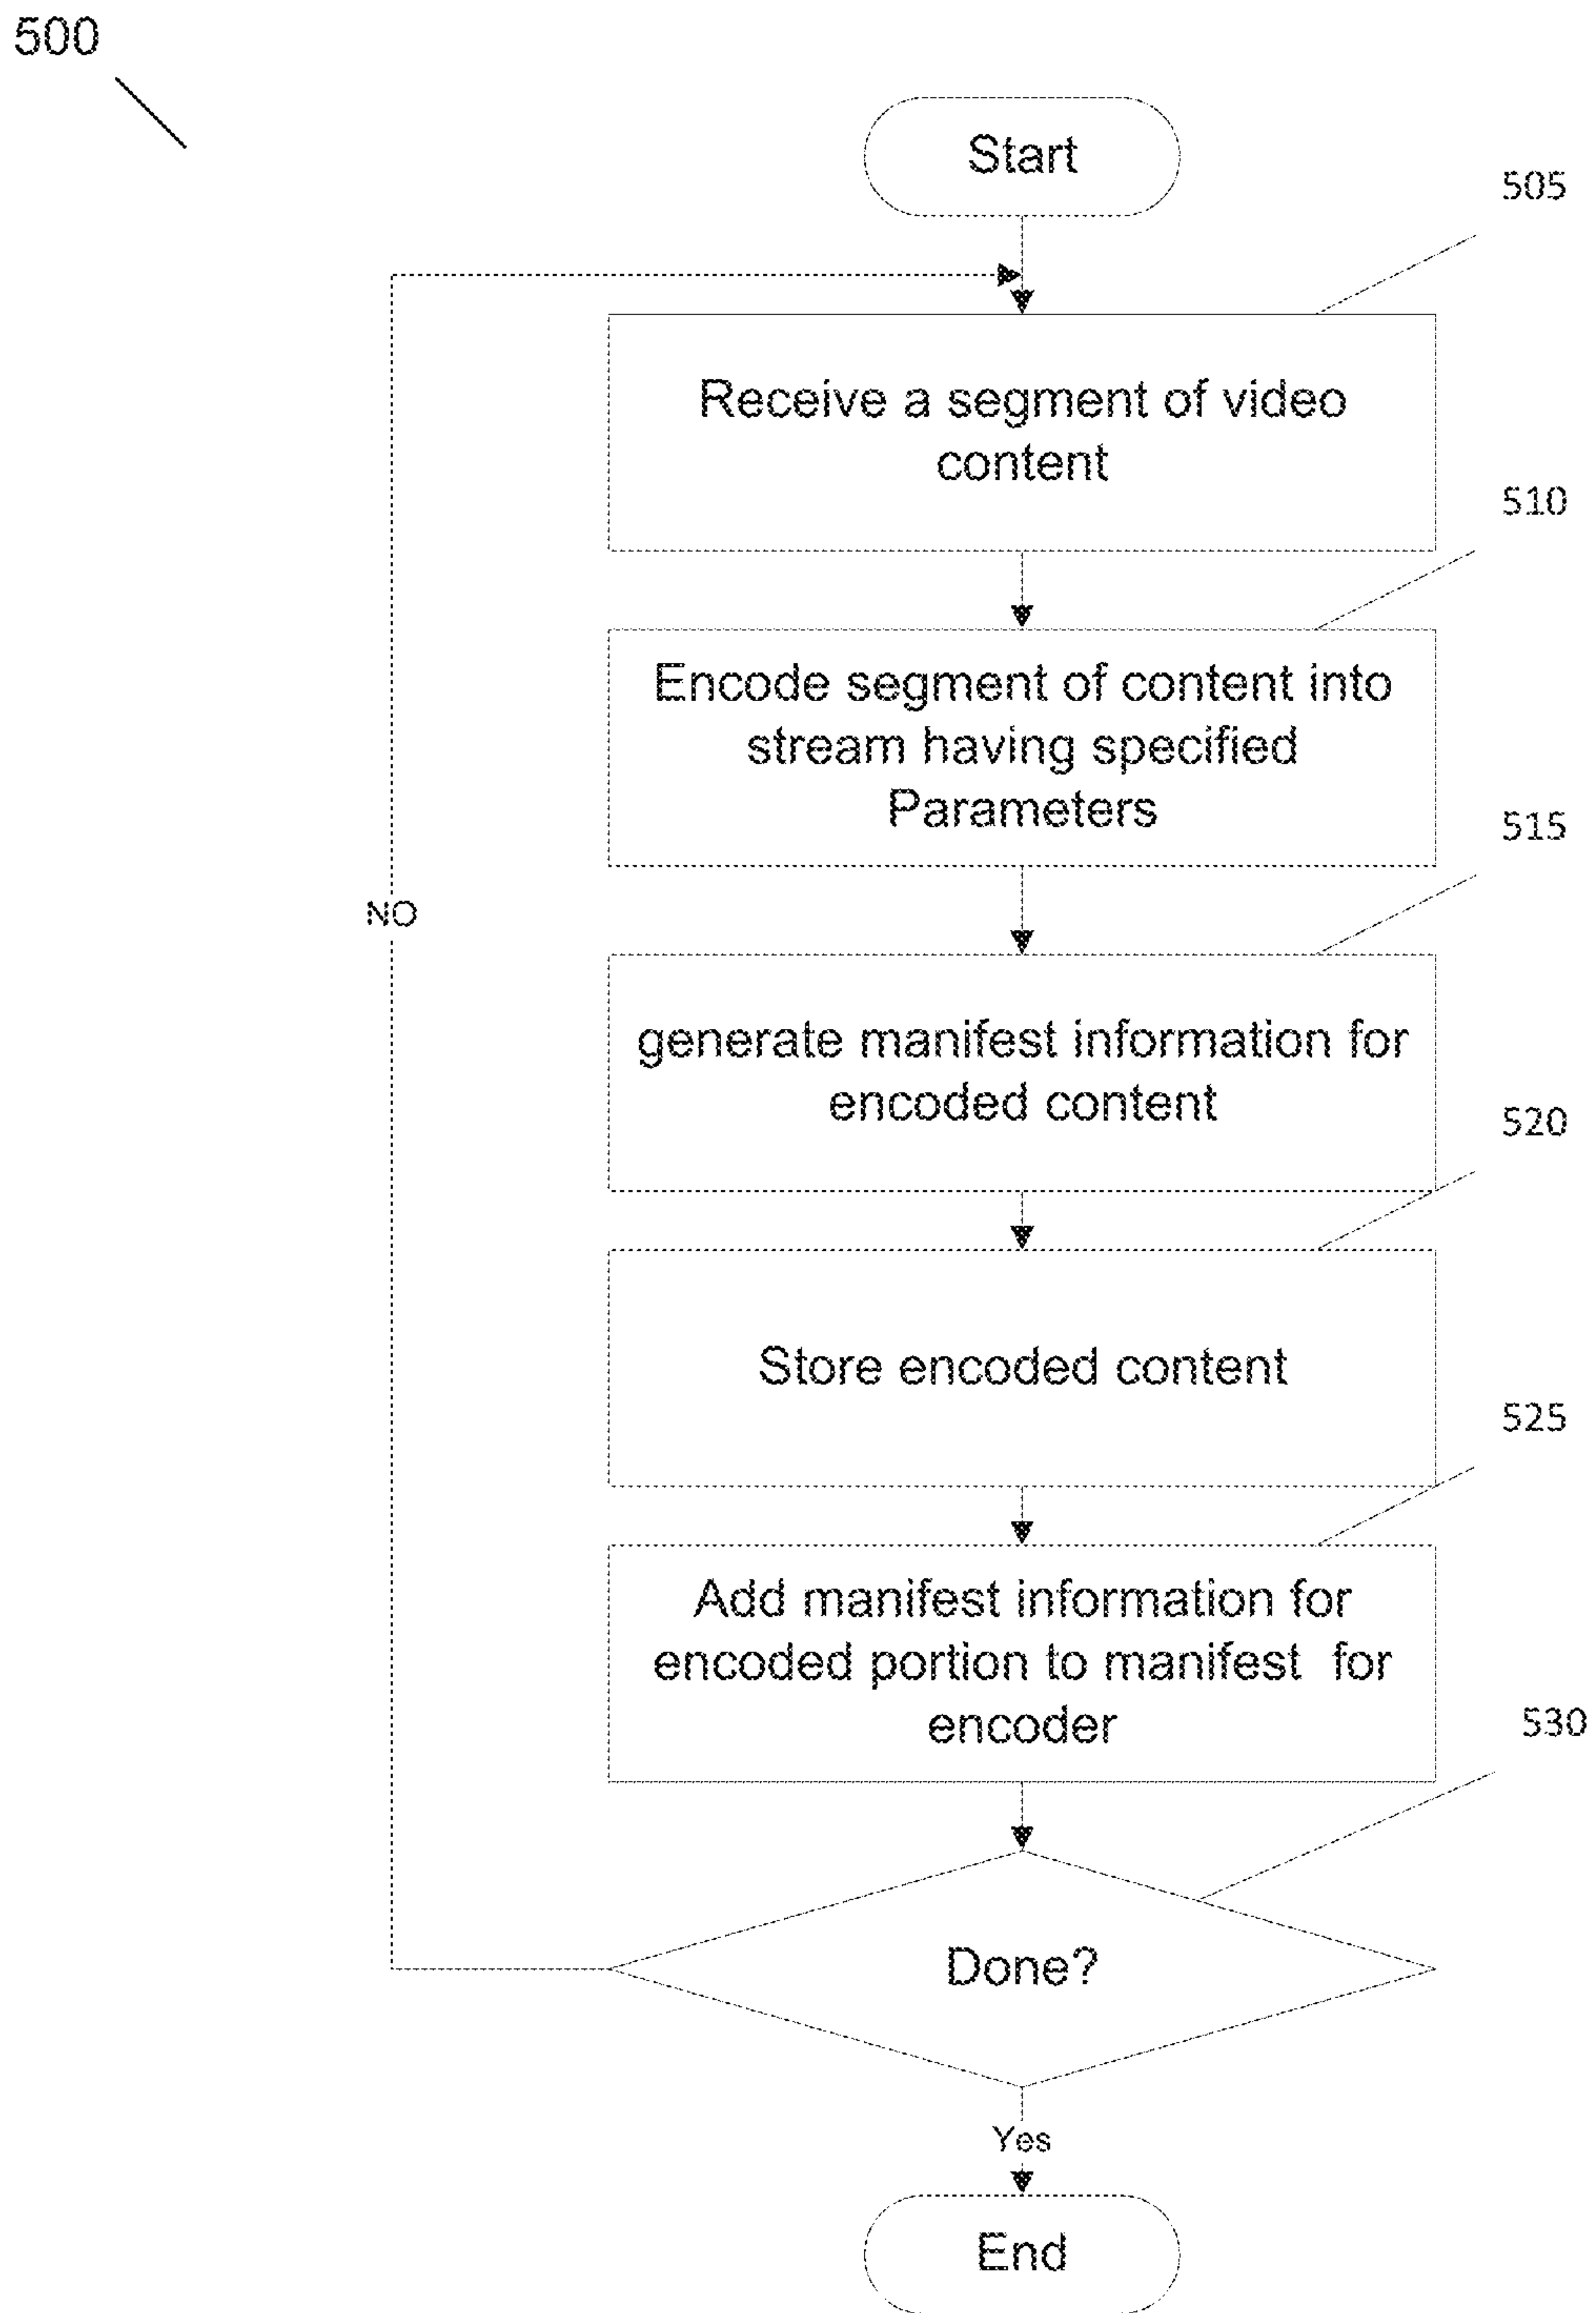 500
Start
505
Receive a segment of video
content
510
Encode segment of content into
stream having specified
Parameters
515
NO
generate manifest information for
encoded content
520
Store encoded content
525
Add manifest information for
encoded portion to manifest for
encoder
530
Done?
Yes
End